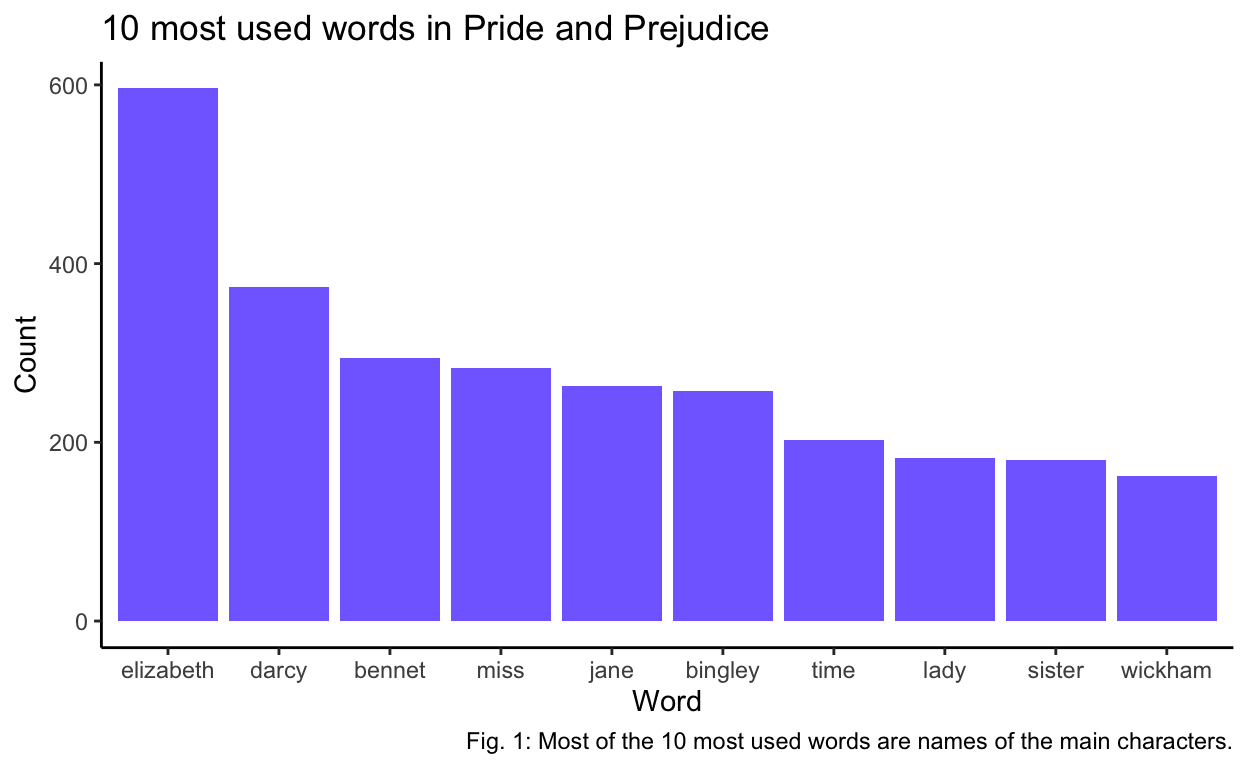 10 most used words in Pride and Prejudice
600
400
200
0
Count
elizabeth darcy bennet miss jane bingley time lady sister wickham
Word
Fig. 1: Most of the 10 most used words are names of the main characters.